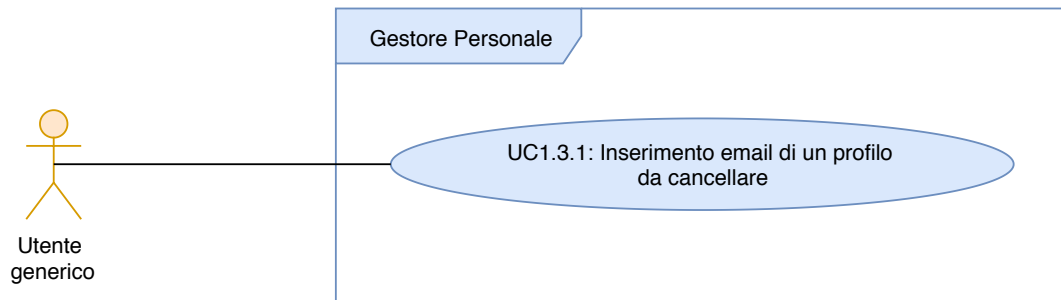 Gestore Personale
UC1.3.1: Inserimento email di un profilo
da cancellare
Utente
generico